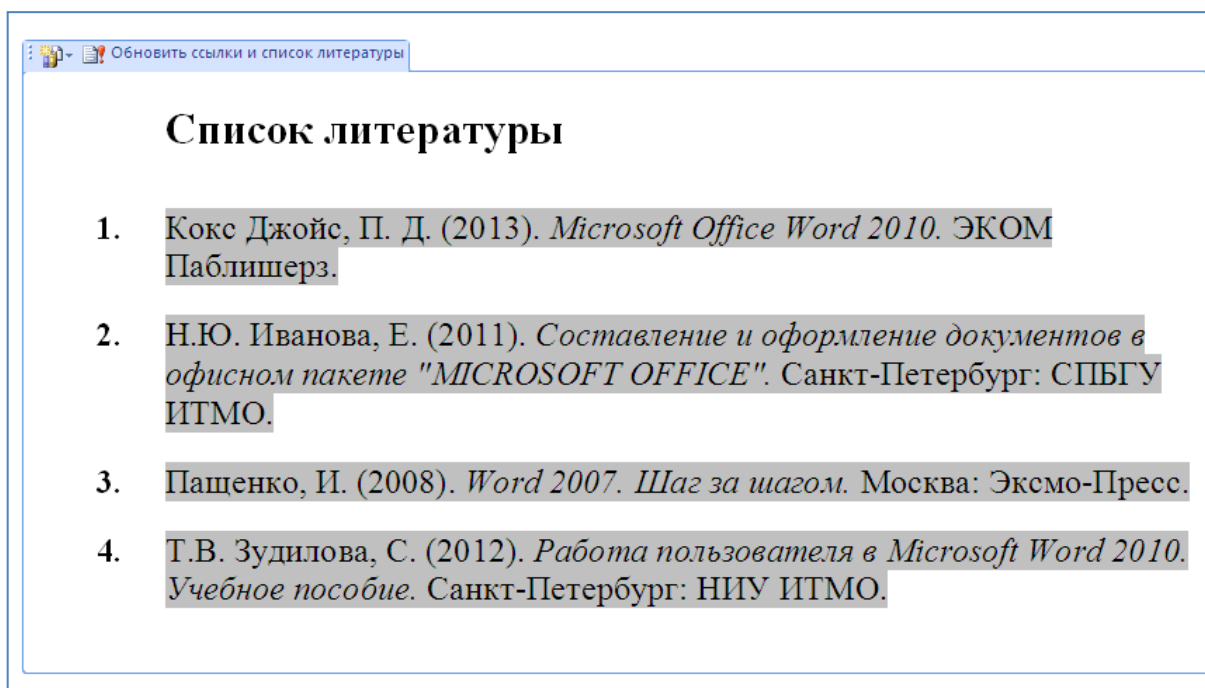 Обновить ссылки и список литературы
Список литературы
1. Кокс Джойс, П. Д. (2013). Microsoft Office Word 2010. ЭКОМ
Паблишерз.
2. Н.Ю. Иванова, Е. (2011). Составление и оформление документов в
офисном пакете "MICROSOFT OFFICE". Санкт-Петербург: СПБГУ
ИТМО.
3. Пащенко, И. (2008). Word 2007. Шаг за шагом. Москва: Эксмо-Пресс.
4. Т.В. Зудилова, С. (2012). Работа пользователя в Microsoft Word 2010.
Учебное пособие. Санкт-Петербург: НИУ ИТМО.